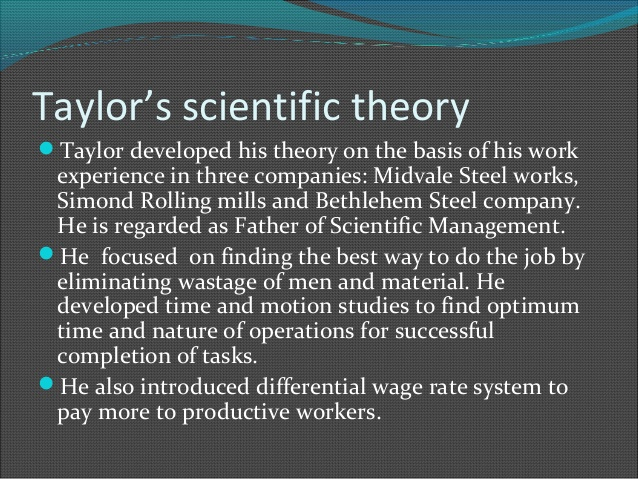 Taylor’s scientific theory
Taylor developed his theory on the basis of his work
experience in three companies: Midvale Steel works,
Simond Rolling mills and Bethlehem Steel company.
He is regarded as Father of Scientific Management.
He focused on finding the best way to do the job by
eliminating wastage of men and material. He
developed time and motion studies to find optimum
time and nature of operations for successful
completion of tasks.
He also introduced differential wage rate system to
pay more to productive workers.